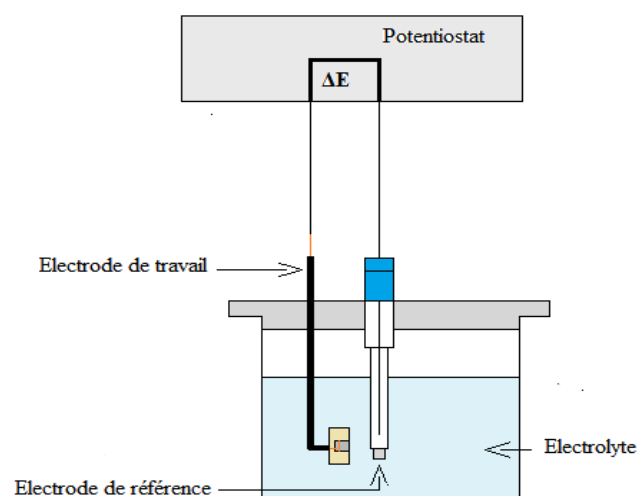 Potentiostat
ΔE
Electrode de travail
Electrolyte
Electrode de référence